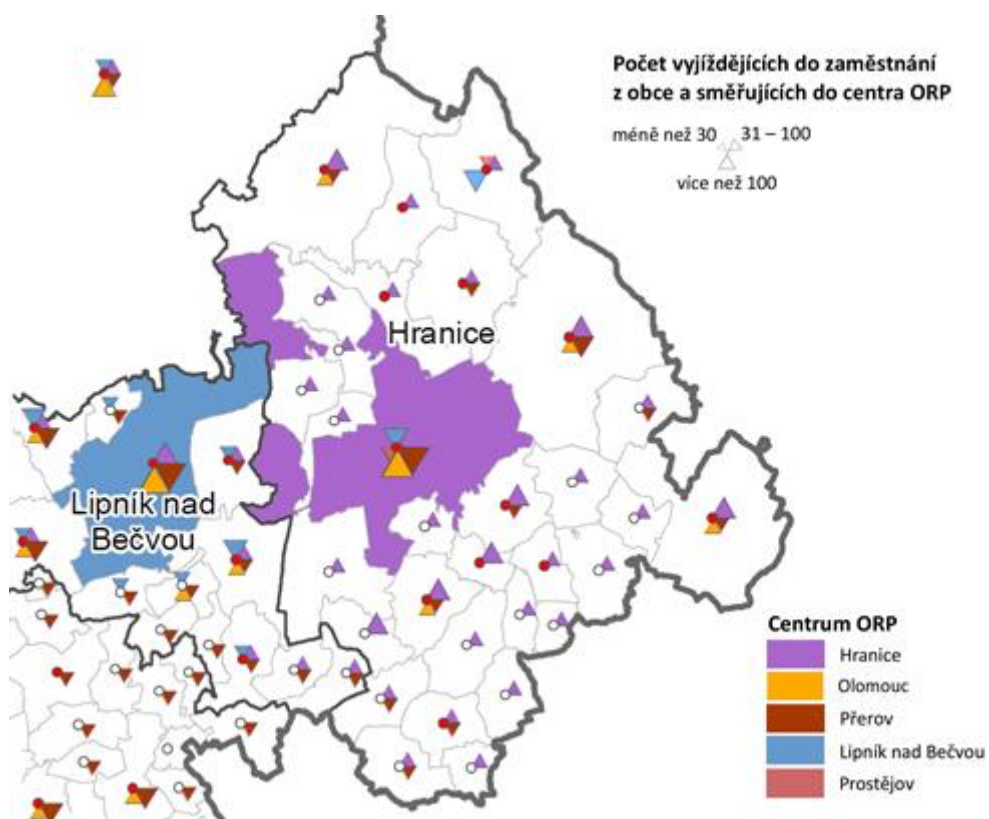 Počet vyjíždějících do zaměstnání
z obce a směřujících do centra ORP
méně než 30 31 – 100
více než 100
Hranice
Lipník nad
Bečvou
Centrum ORP
Hranice
Olomouc
Přerov
Lipník nad Bečvou
Prostějov